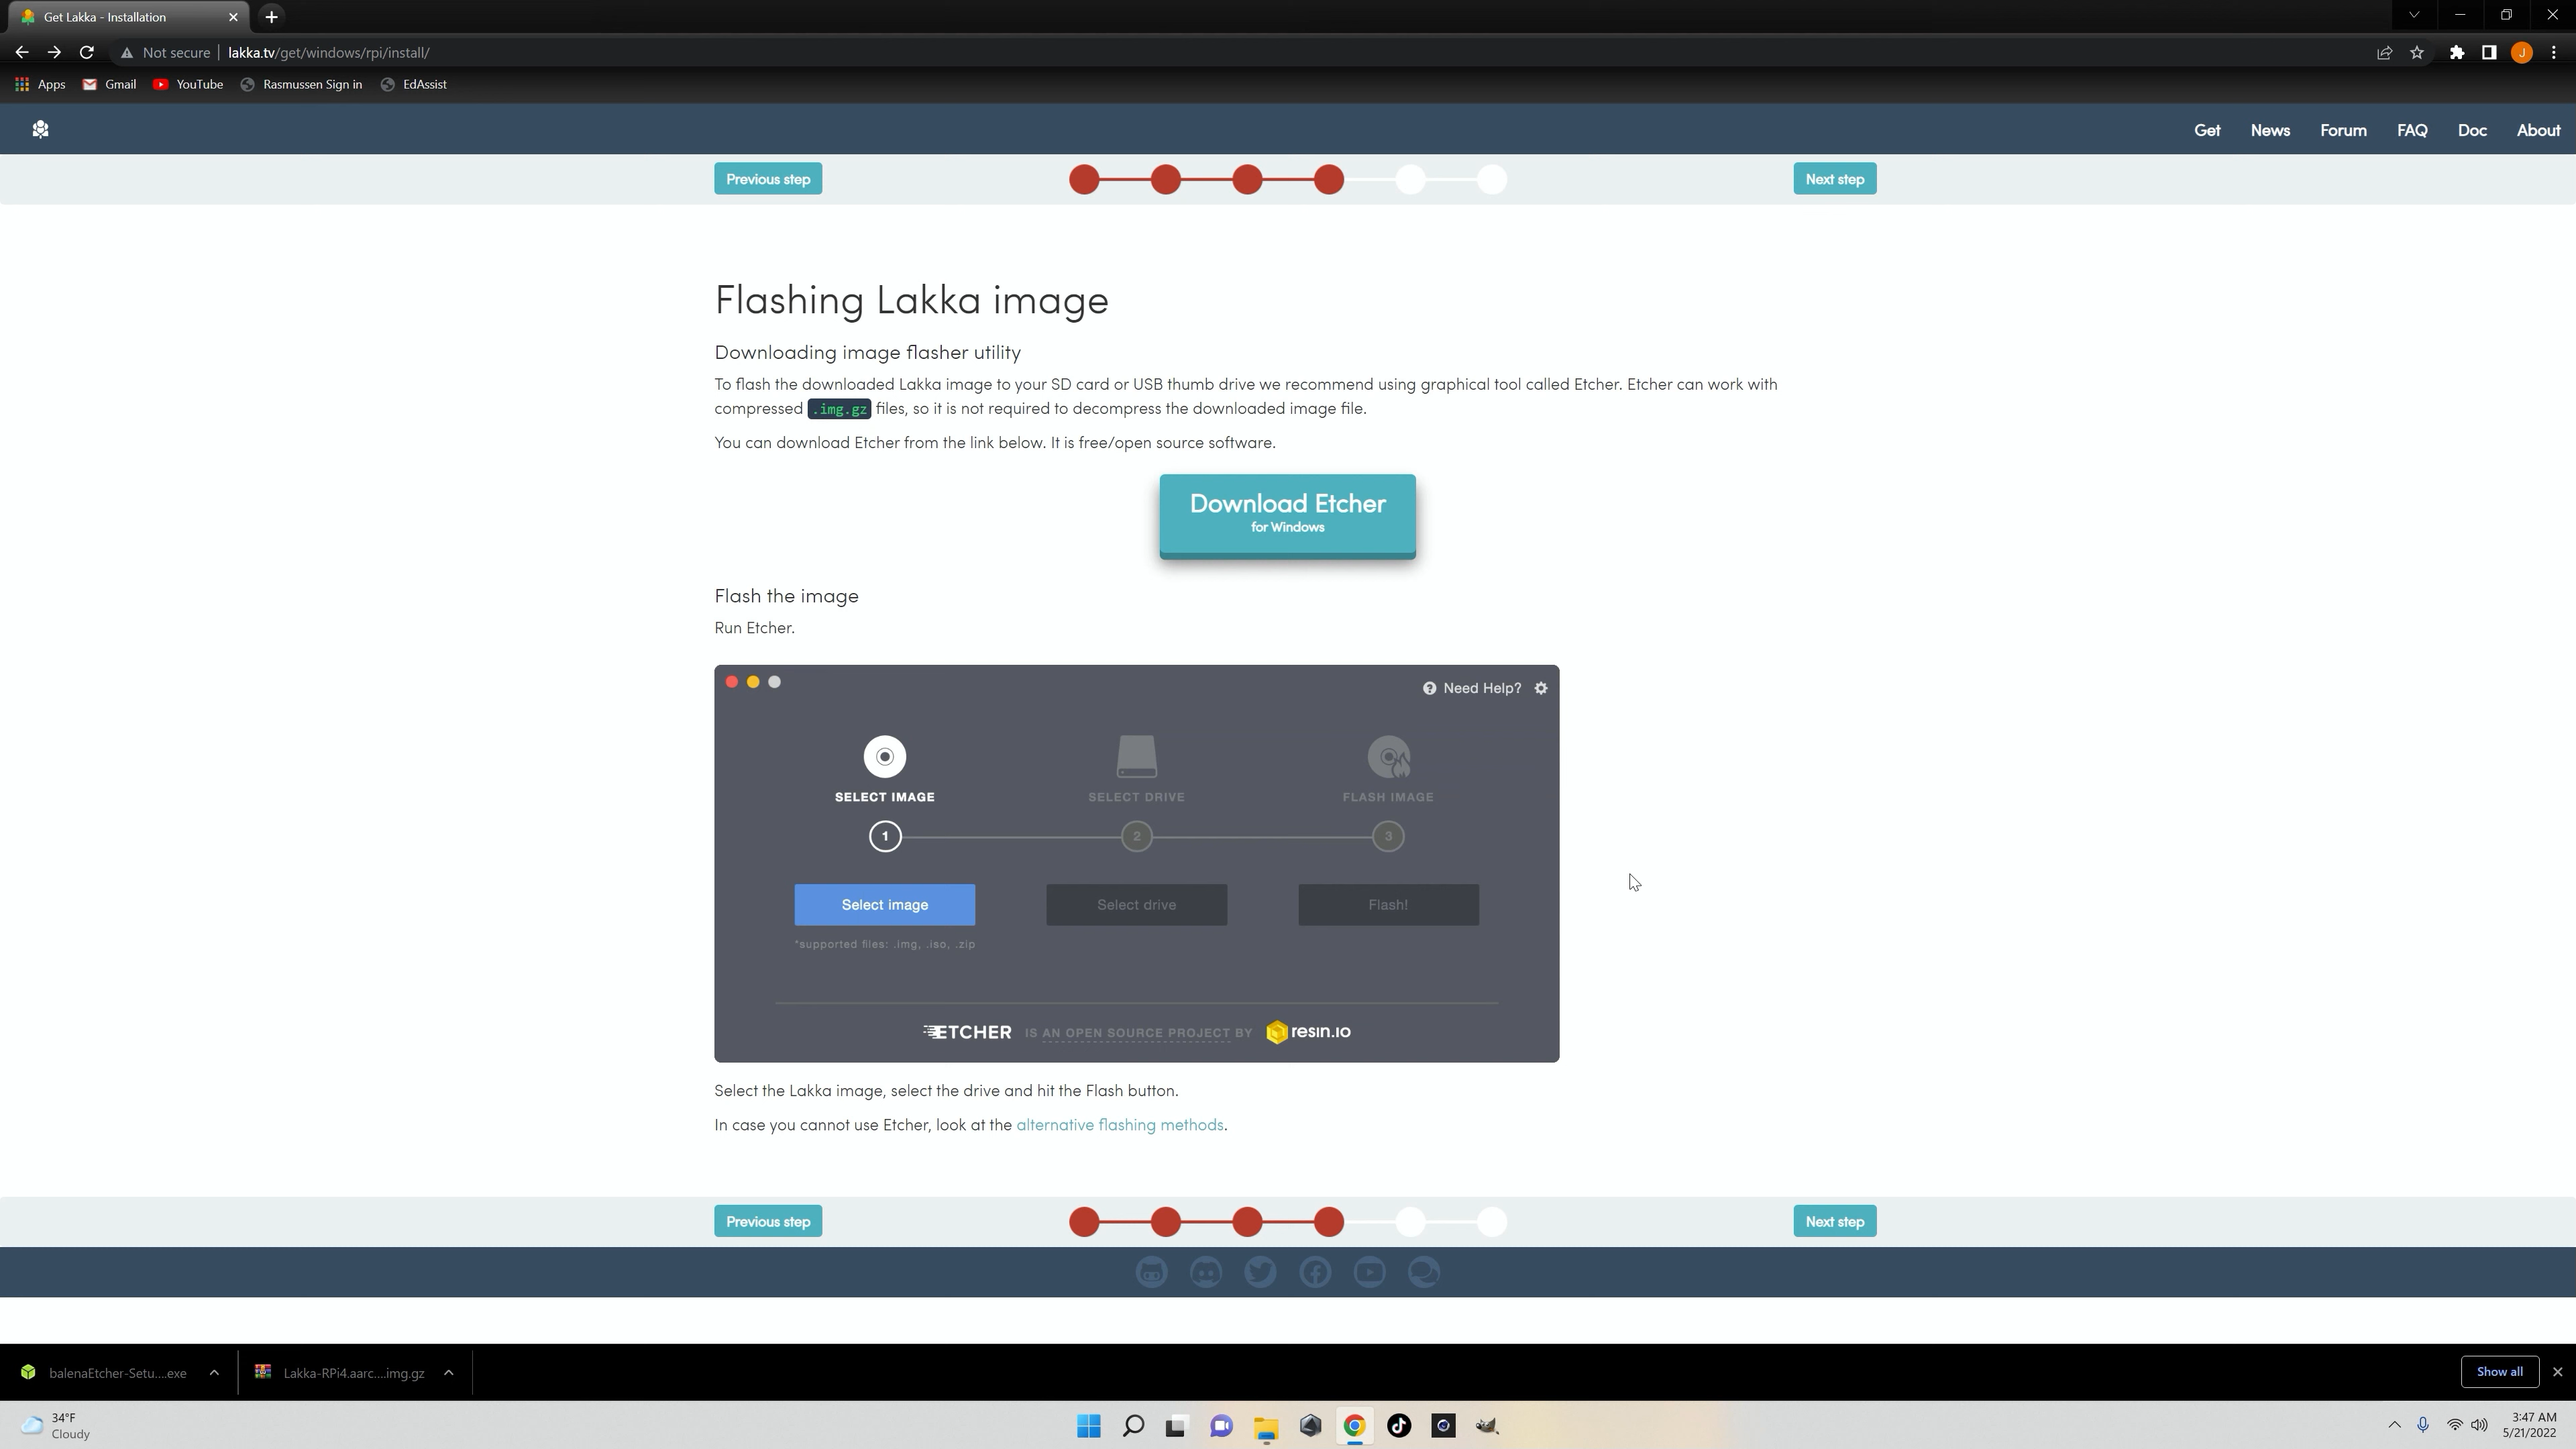 Get Lakka - Installation
Not secure
lakka.tv/get/windows/rpi/install/
J
Apps
Gmail
YouTube
Rasmussen Sign in
EdAssist
Get
News
Forum
FAQ
Doc
About
Previous step
Next step
Flashing Lakka image
Downloading image flasher utility
To flash the downloaded Lakka image to your SD card or USB thumb drive we recommend using graphical tool called Etcher. Etcher can work with
compressed .img.gz files, so it is not required to decompress the downloaded image file.
You can download Etcher from the link below. It is free/open source software.
Download Etcher
for Windows
Flash the image
Run Etcher.
Need Help?
SELECT IMAGE
SELECT DRIVE
FLASH IMAGE
1
2
3
Select image
Select drive
Flash!
*supported files: .img, .iso, .zip
ETCHER IS AN OPEN SOURCE PROJECT BY resin.io
Select the Lakka image, select the drive and hit the Flash button.
In case you cannot use Etcher, look at the alternative flashing methods.
Previous step
Next step
balenaEtcher-Setu....exe
Lakka-RPi4.aarc....img.gz
Show all
34°F
Cloudy
3:47 AM
5/21/2022